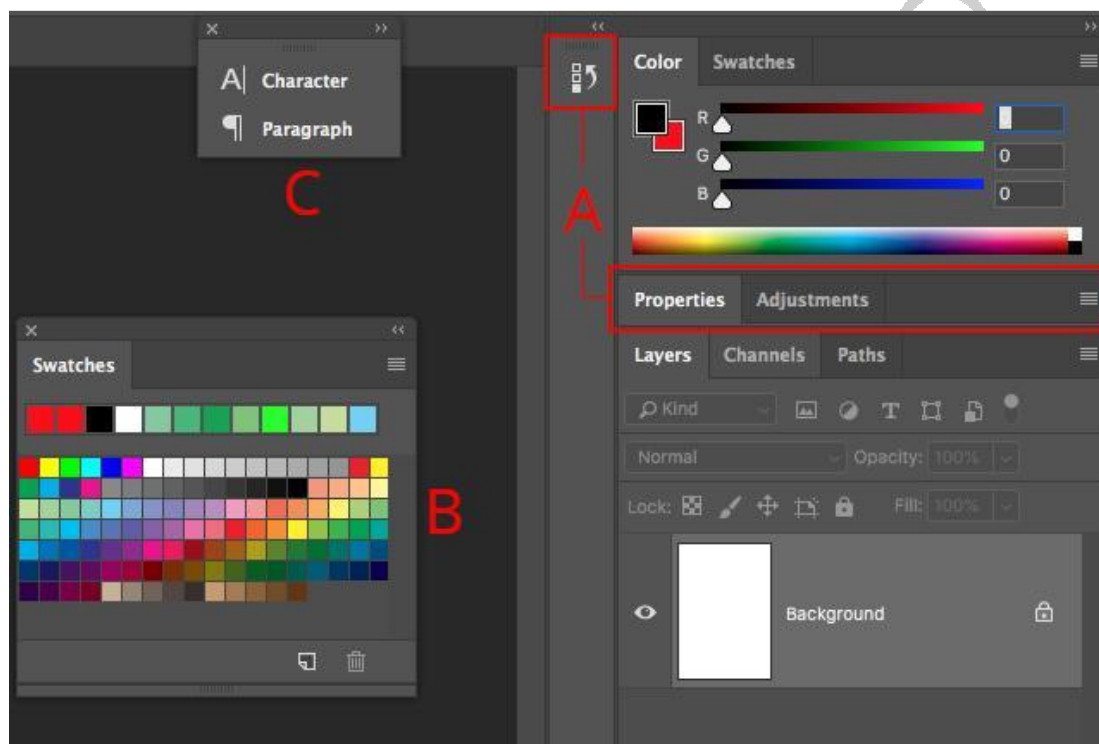 A| Character
¶ Paragraph
C
Swatches
B
A
Color Swatches
R
G 0
B 0
Properties Adjustments
Layers Channels Paths
Kind
T
Normal Opacity: 100%
Lock: Fill: 100%
Background